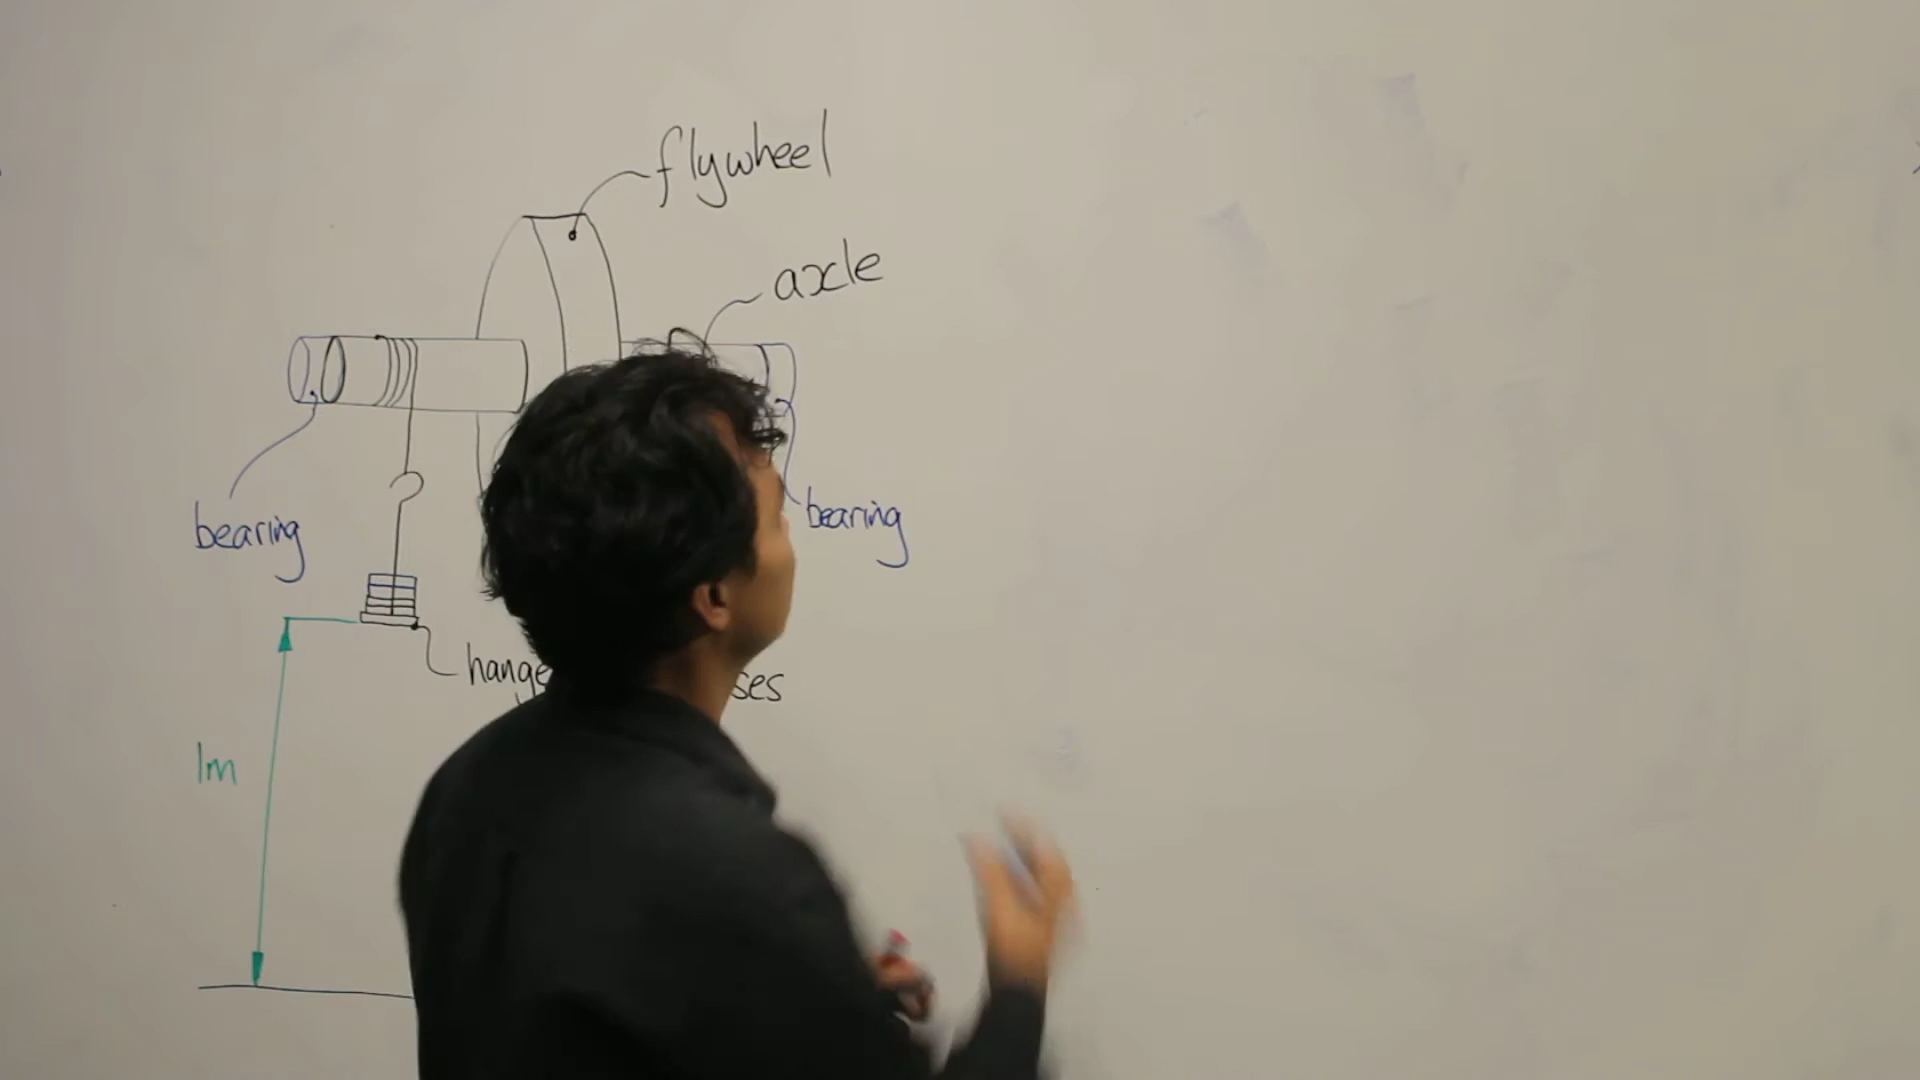 flywheel
axle
bearing
bearing
1m